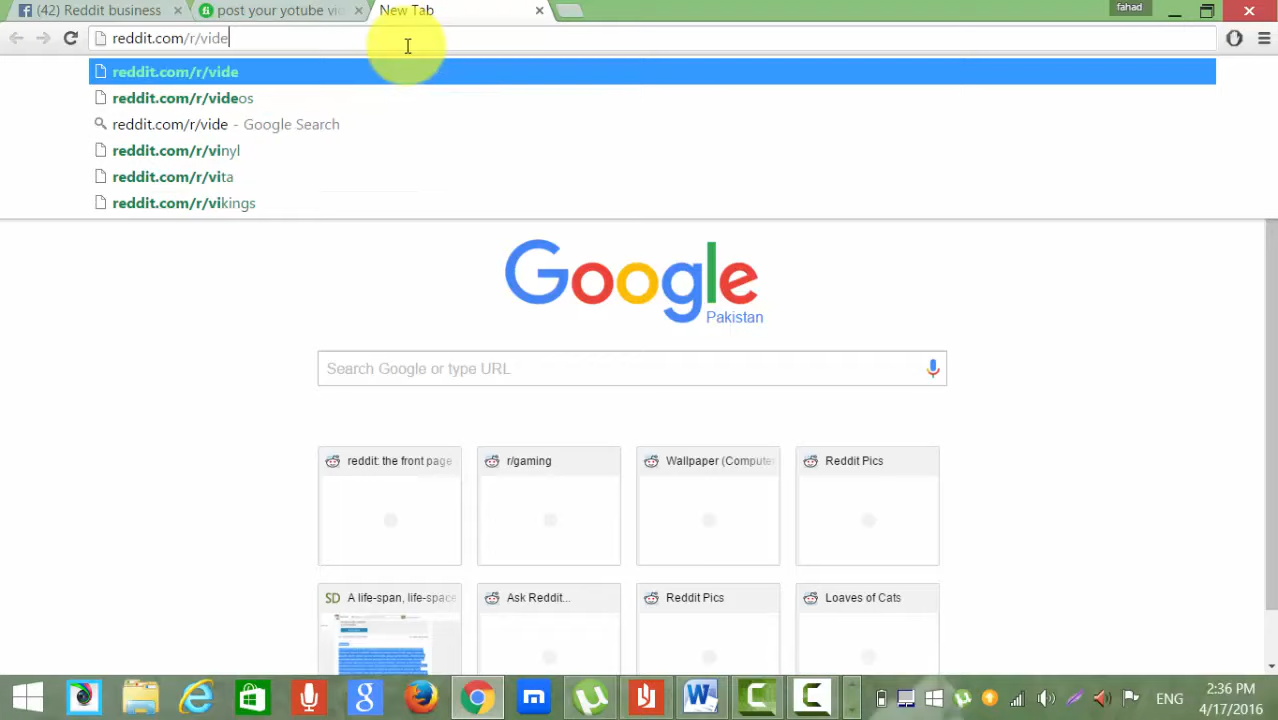 (42) Reddit business
post your yotube vi
New Tab
fahad
reddit.com/r/vide
reddit.com/r/vide
reddit.com/r/videos
reddit.com/r/vide - Google Search
reddit.com/r/vinyl
reddit.com/r/vita
reddit.com/r/vikings
Google
Pakistan
Search Google or type URL
reddit: the front page
r/gaming
Wallpaper (Compute
Reddit Pics
SD A life-span, life-space
Ask Reddit...
Reddit Pics
Loaves of Cats
ENG
2:36 PM
4/17/2016